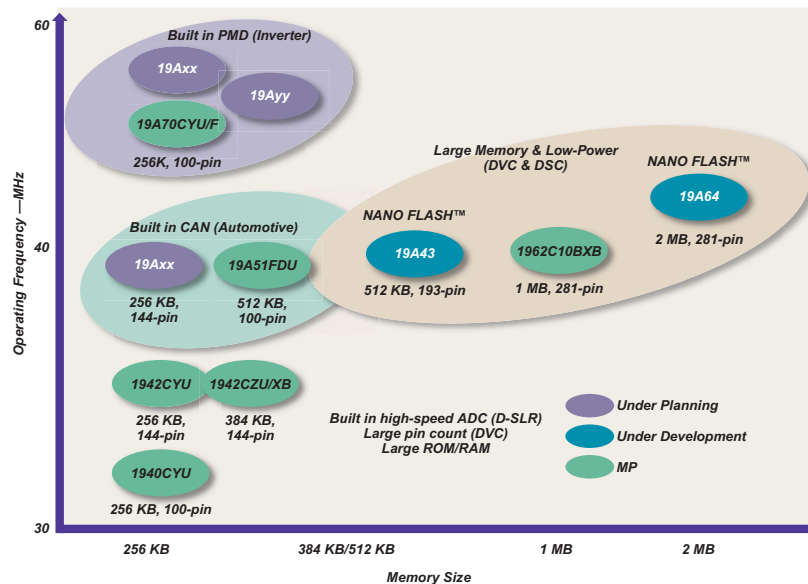 60
Built in PMD (Inverter)
19Axx
19Ayy
19A70CYU/F
256K, 100-pin
Large Memory & Low-Power
(DVC & DSC)
NANO FLASH™
19A64
2 MB, 281-pin
Operating Frequency —MHz
40
Built in CAN (Automotive)
NANO FLASH™
19Axx
19A51FDU
19A43
1962C10BXB
256 KB,
144-pin
512 KB,
100-pin
512 KB, 193-pin
1 MB, 281-pin
1942CYU
1942CZU/XB
256 KB,
144-pin
384 KB,
144-pin
Built in high-speed ADC (D-SLR)
Large pin count (DVC)
Large ROM/RAM
Under Planning
Under Development
MP
1940CYU
256 KB, 100-pin
30
256 KB
384 KB/512 KB
1 MB
2 MB
Memory Size